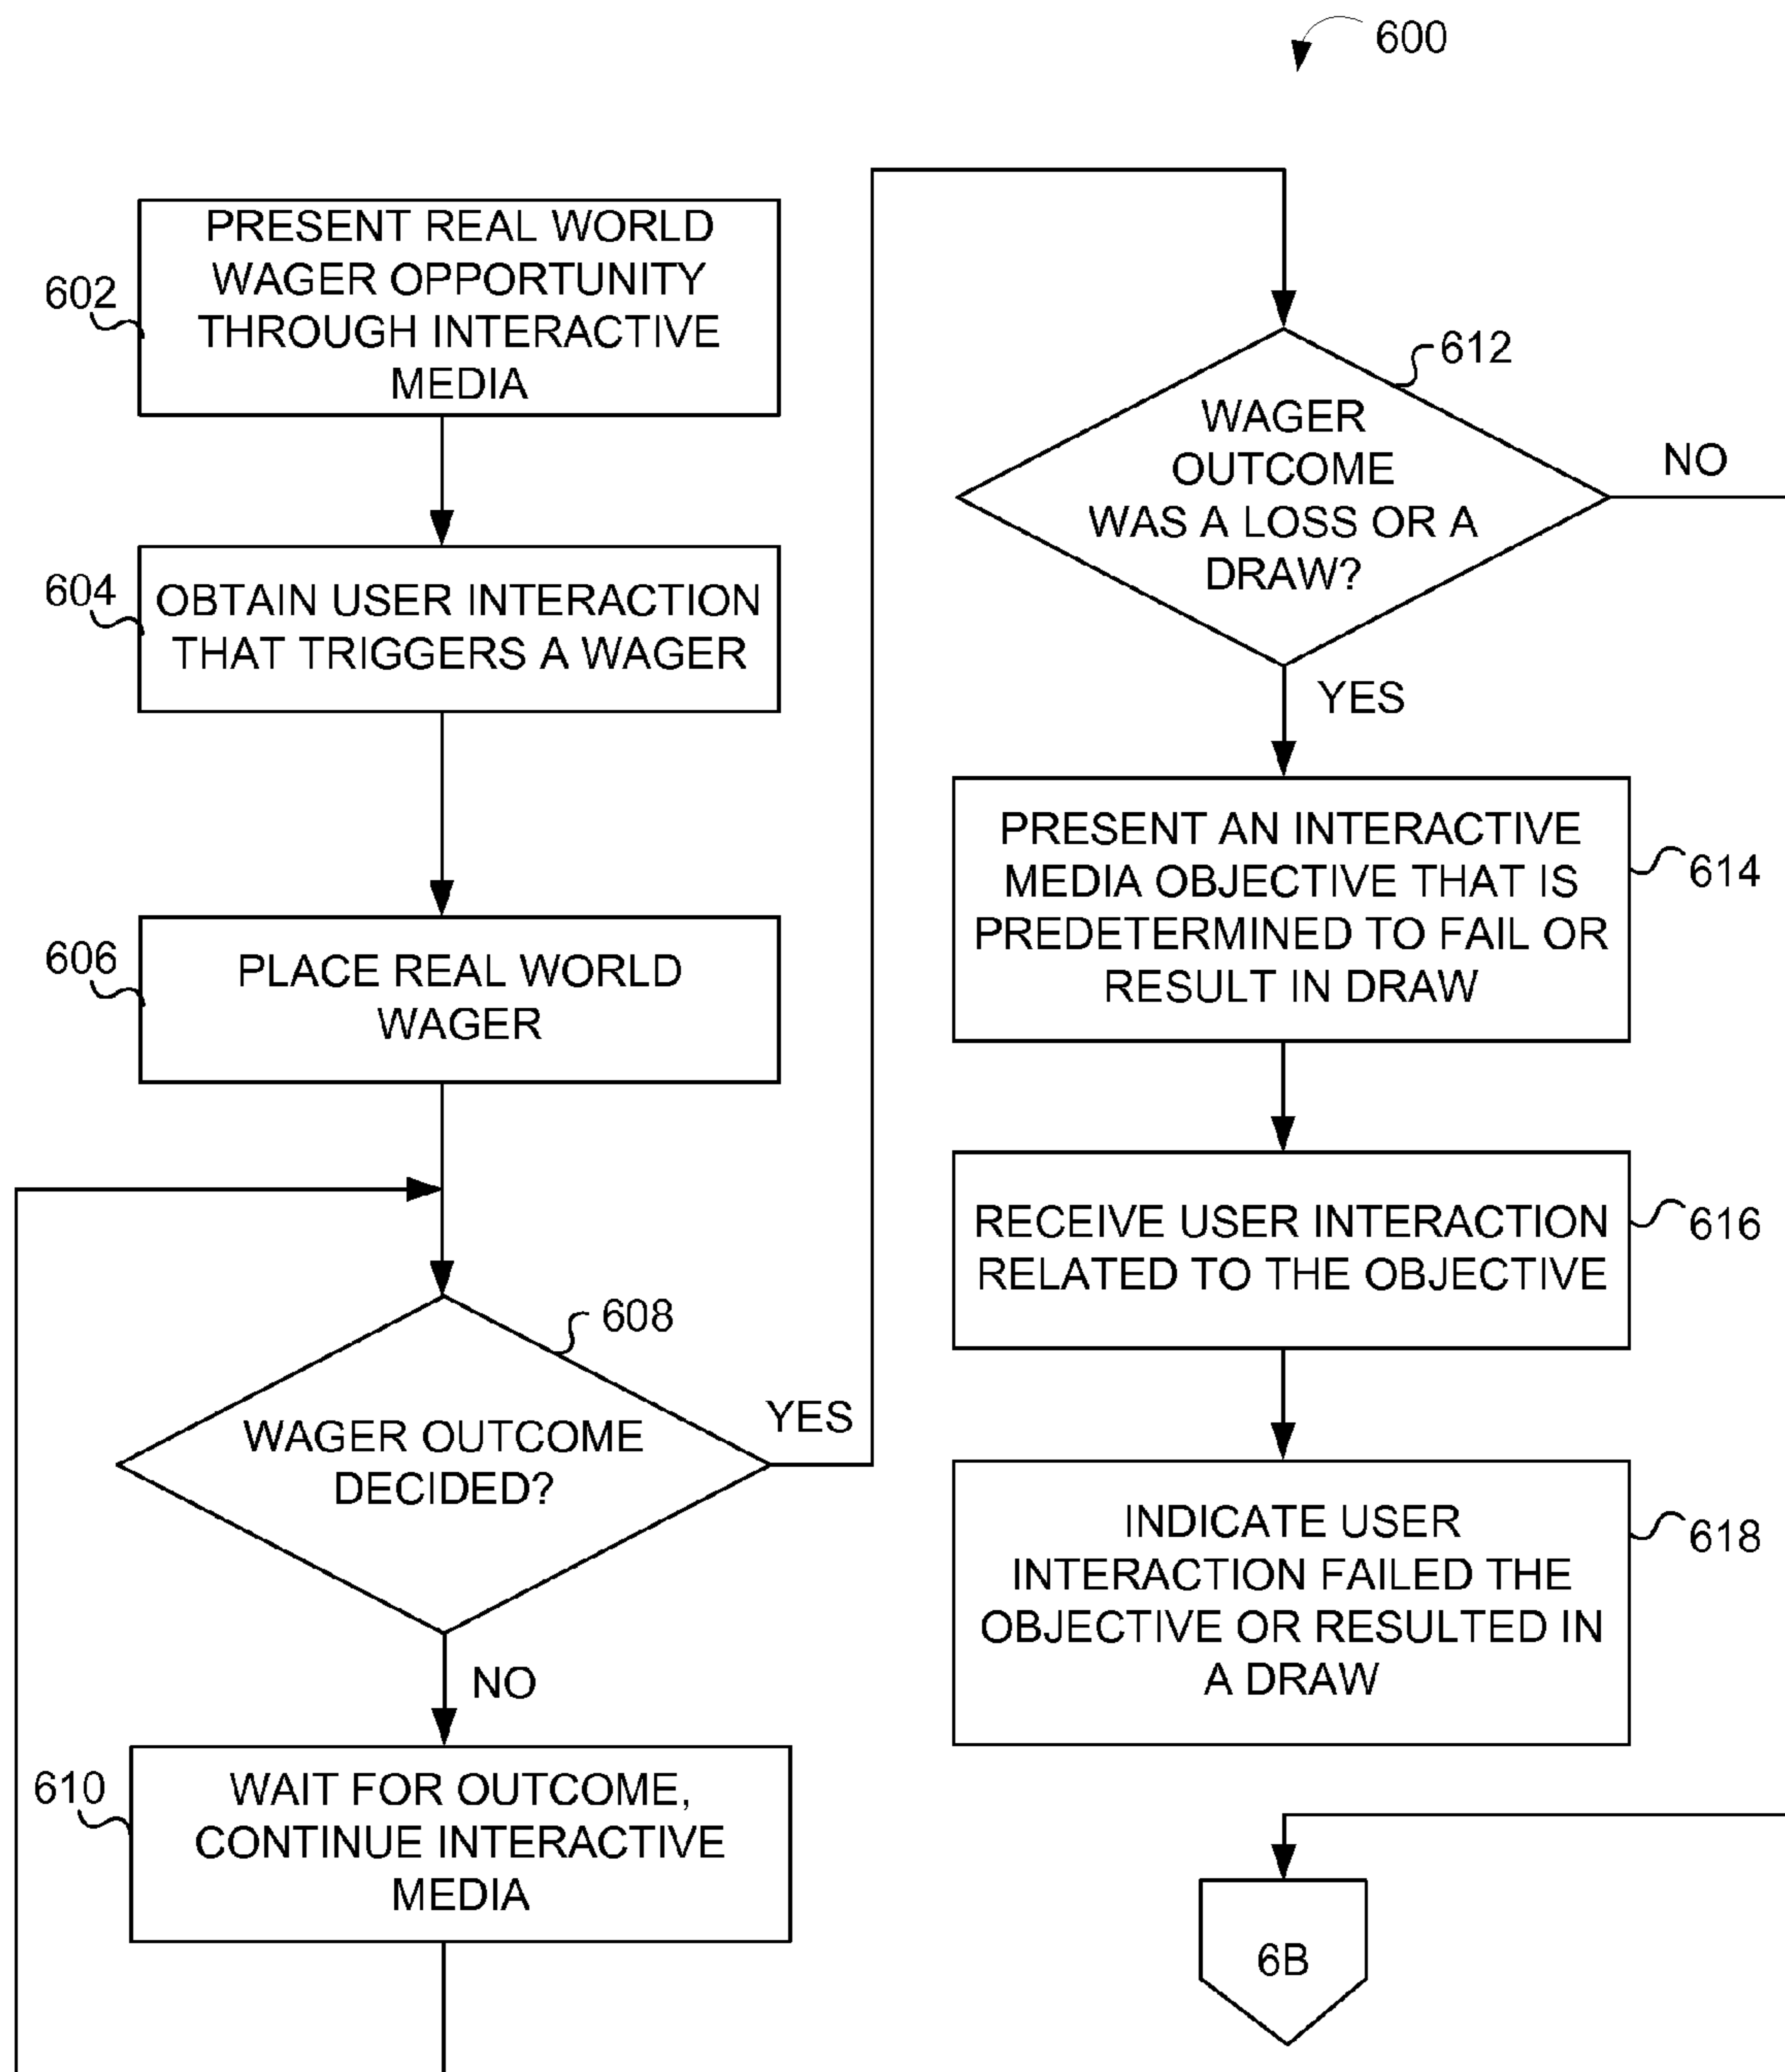 600
602
PRESENT REAL WORLD
WAGER OPPORTUNITY
THROUGH INTERACTIVE
MEDIA
604
OBTAIN USER INTERACTION
THAT TRIGGERS A WAGER
606
PLACE REAL WORLD
WAGER
608
WAGER OUTCOME
DECIDED?
YES
NO
610
WAIT FOR OUTCOME,
CONTINUE INTERACTIVE
MEDIA
612
WAGER
OUTCOME
WAS A LOSS OR A
DRAW?
NO
YES
PRESENT AN INTERACTIVE
MEDIA OBJECTIVE THAT IS
PREDETERMINED TO FAIL OR
RESULT IN DRAW
614
RECEIVE USER INTERACTION
RELATED TO THE OBJECTIVE
616
INDICATE USER
INTERACTION FAILED THE
OBJECTIVE OR RESULTED IN
A DRAW
618
6B